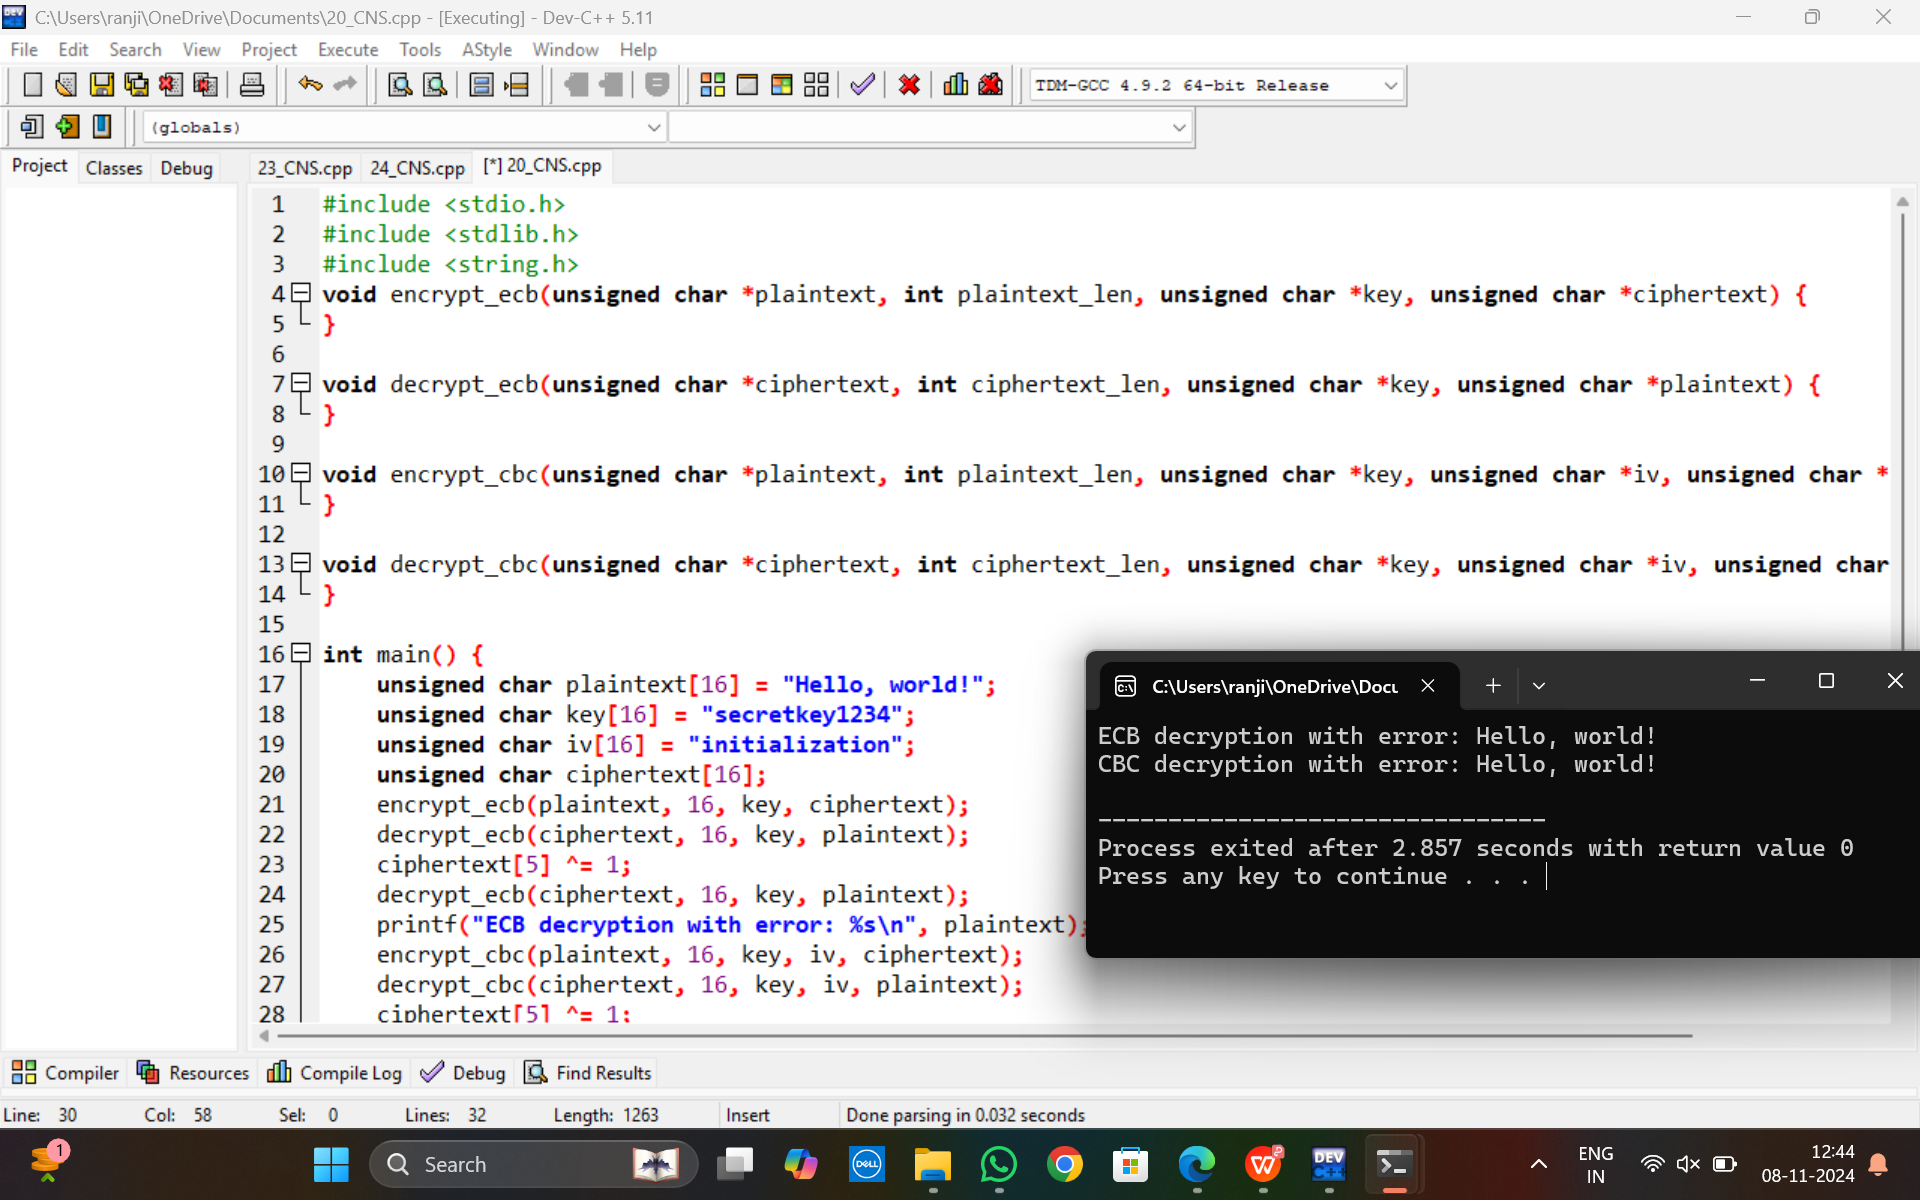 C:\Users\ranji\OneDrive\Documents\20_CNS.cpp - [Executing] - Dev-C++ 5.11
File Edit Search View Project Execute Tools AStyle Window Help
TDM-GCC 4.9.2 64-bit Release
(globals)
Project Classes Debug 23_CNS.cpp 24_CNS.cpp [*] 20_CNS.cpp
1 #include <stdio.h>
2 #include <stdlib.h>
3 #include <string.h>
4 void encrypt_ecb(unsigned char *plaintext, int plaintext_len, unsigned char *key, unsigned char *ciphertext) {
5 }
6
7 void decrypt_ecb(unsigned char *ciphertext, int ciphertext_len, unsigned char *key, unsigned char *plaintext) {
8 }
9
10 void encrypt_cbc(unsigned char *plaintext, int plaintext_len, unsigned char *key, unsigned char *iv, unsigned char *
11 }
12
13 void decrypt_cbc(unsigned char *ciphertext, int ciphertext_len, unsigned char *key, unsigned char *iv, unsigned char
14 }
15
16 int main() {
17 unsigned char plaintext[16] = "Hello, world!";
18 unsigned char key[16] = "secretkey1234";
19 unsigned char iv[16] = "initialization";
20 unsigned char ciphertext[16];
21 encrypt_ecb(plaintext, 16, key, ciphertext);
22 decrypt_ecb(ciphertext, 16, key, plaintext);
23 ciphertext[5] ^= 1;
24 decrypt_ecb(ciphertext, 16, key, plaintext);
25 printf("ECB decryption with error: %s\n", plaintext);
26 encrypt_cbc(plaintext, 16, key, iv, ciphertext);
27 decrypt_cbc(ciphertext, 16, key, iv, plaintext);
28 ciphertext[5] ^= 1;
C:\Users\ranji\OneDrive\Docu
ECB decryption with error: Hello, world!
CBC decryption with error: Hello, world!
--------------------------------
Process exited after 2.857 seconds with return value 0
Press any key to continue . . .
Compiler Resources Compile Log Debug Find Results
Line: 30 Col: 58 Sel: 0 Lines: 32 Length: 1263 Insert Done parsing in 0.032 seconds
1
Search
DELL
DEV C++
ENG
IN
12:44
08-11-2024